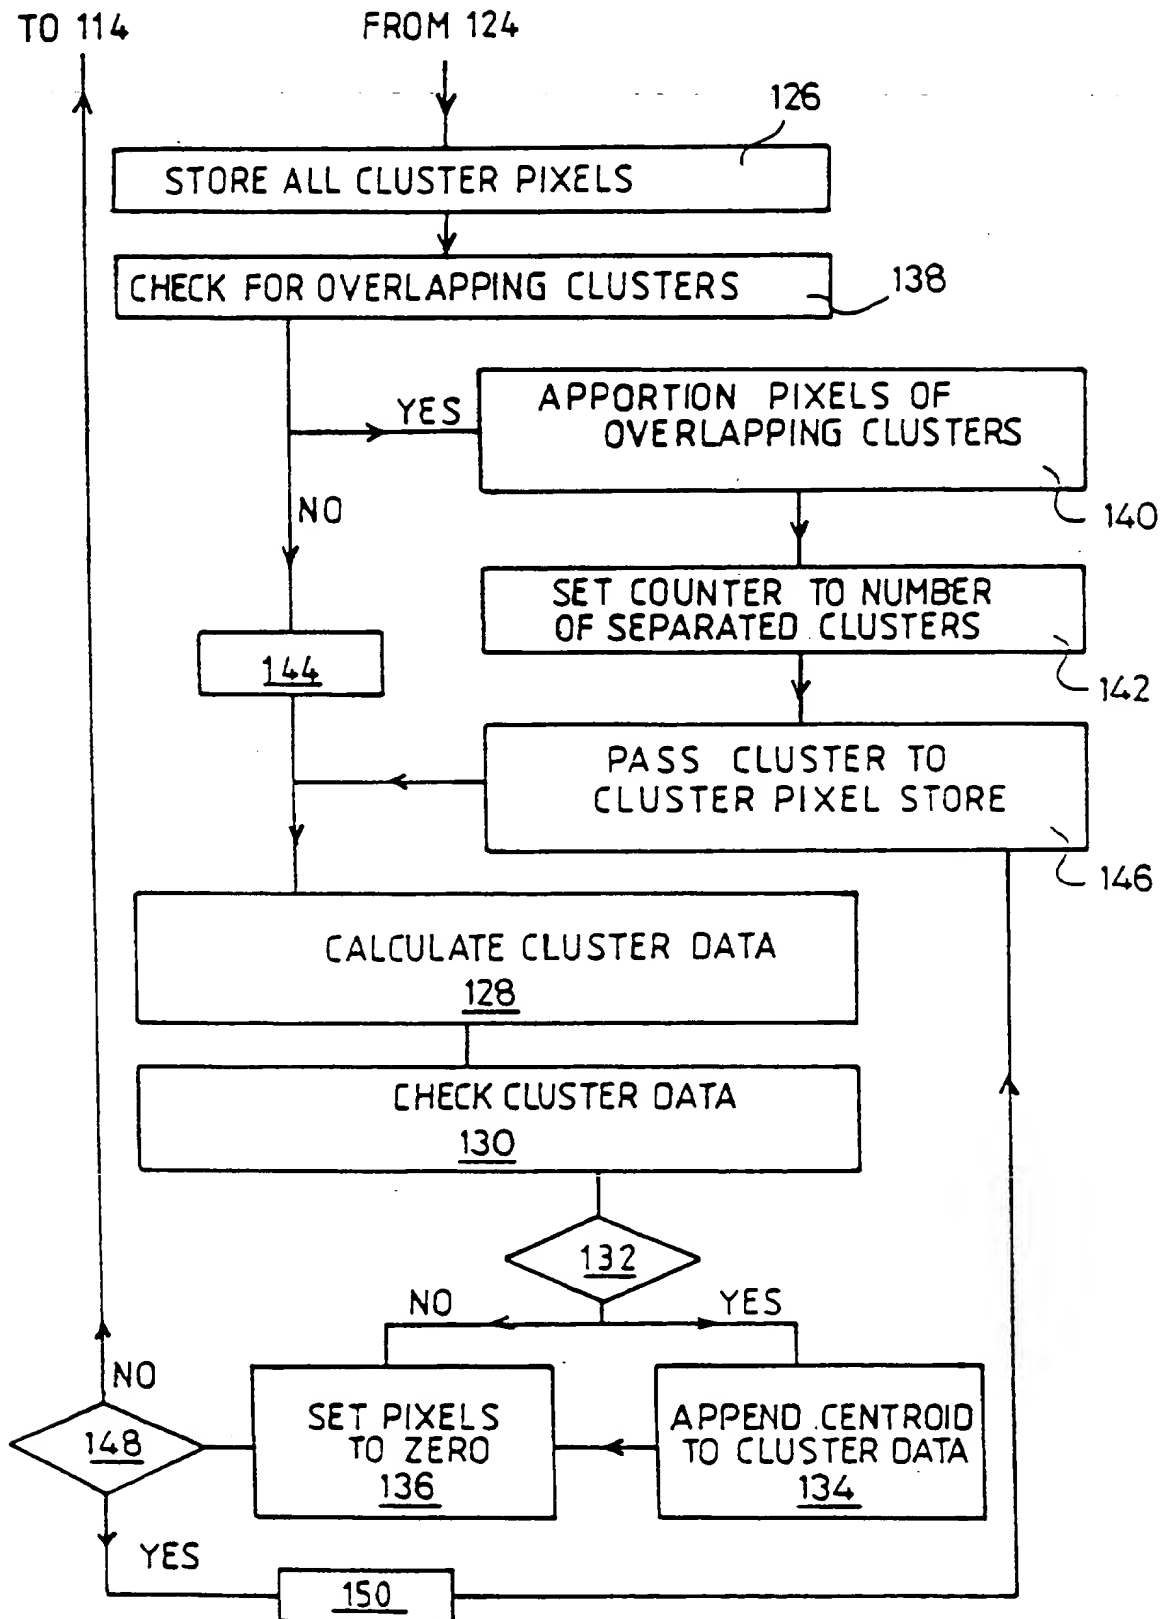 TO 114
FROM 124
126
STORE ALL CLUSTER PIXELS
CHECK FOR OVERLAPPING CLUSTERS
138
YES
APPORTION PIXELS OF
OVERLAPPING CLUSTERS
140
NO
SET COUNTER TO NUMBER
OF SEPARATED CLUSTERS
142
144
PASS CLUSTER TO
CLUSTER PIXEL STORE
146
CALCULATE CLUSTER DATA
128
CHECK CLUSTER DATA
130
132
NO
YES
NO
148
SET PIXELS
TO ZERO
136
APPEND .CENTROID
TO CLUSTER DATA
134
YES
150